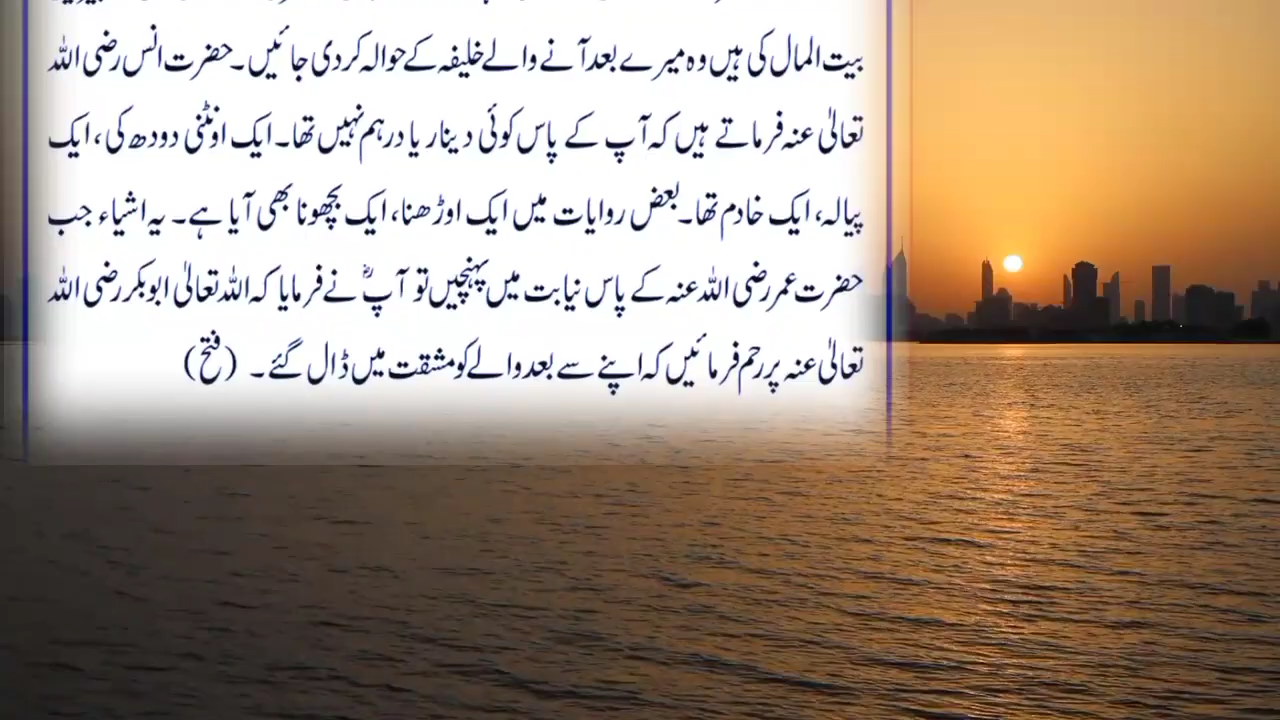 بیت المال کی ہیں وہ میرے بعد آنے والے خلیفہ کے حوالہ کردی جائیں۔ حضرت انس رضی اللہ
تعالیٰ عنہ فرماتے ہیں کہ آپ کے پاس کوئی دینار یا درہم نہیں تھا۔ ایک اونٹنی دودھ کی، ایک
پیالہ، ایک خادم تھا۔ بعض روایات میں ایک اوڑھنا، ایک بچھونا بھی آیا ہے۔ یہ اشیاء جب
حضرت عمر رضی اللہ عنہ کے پاس نیابت میں پہنچیں تو آپؓ نے فرمایا کہ اللہ تعالیٰ ابوبکر رضی اللہ
تعالیٰ عنہ پر رحم فرمائیں کہ اپنے سے بعد والے کو مشقت میں ڈال گئے۔ (فتح)